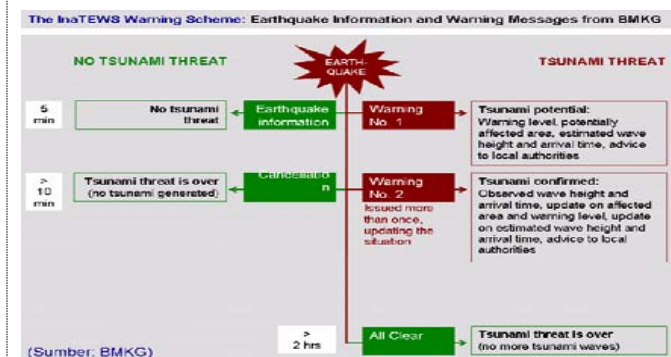 The InaTEWS Warning Scheme: Earthquake Information and Warning Messages from BMKG
NO TSUNAMI THREAT
EARTH-
QUAKE
TSUNAMI THREAT
5
min
No tsunami
threat
Earthquake
information
Warning
No. 1
Tsunami potential:
Warning level, potentially
affected area, estimated wave
height and arrival time, advice
to local authorities
>
10
min
Tsunami threat is over
(no tsunami generated)
Cancellatio
n
Warning
No. 2
Issued more
than once,
updating the
situation
Tsunami confirmed:
Observed wave height and
arrival time, update on affected
area and warning level, update
on estimated wave height and
arrival time, advice to local
authorities
>
2 hrs
All Clear
Tsunami threat is over
(no more tsunami waves)
(Sumber: BMKG)